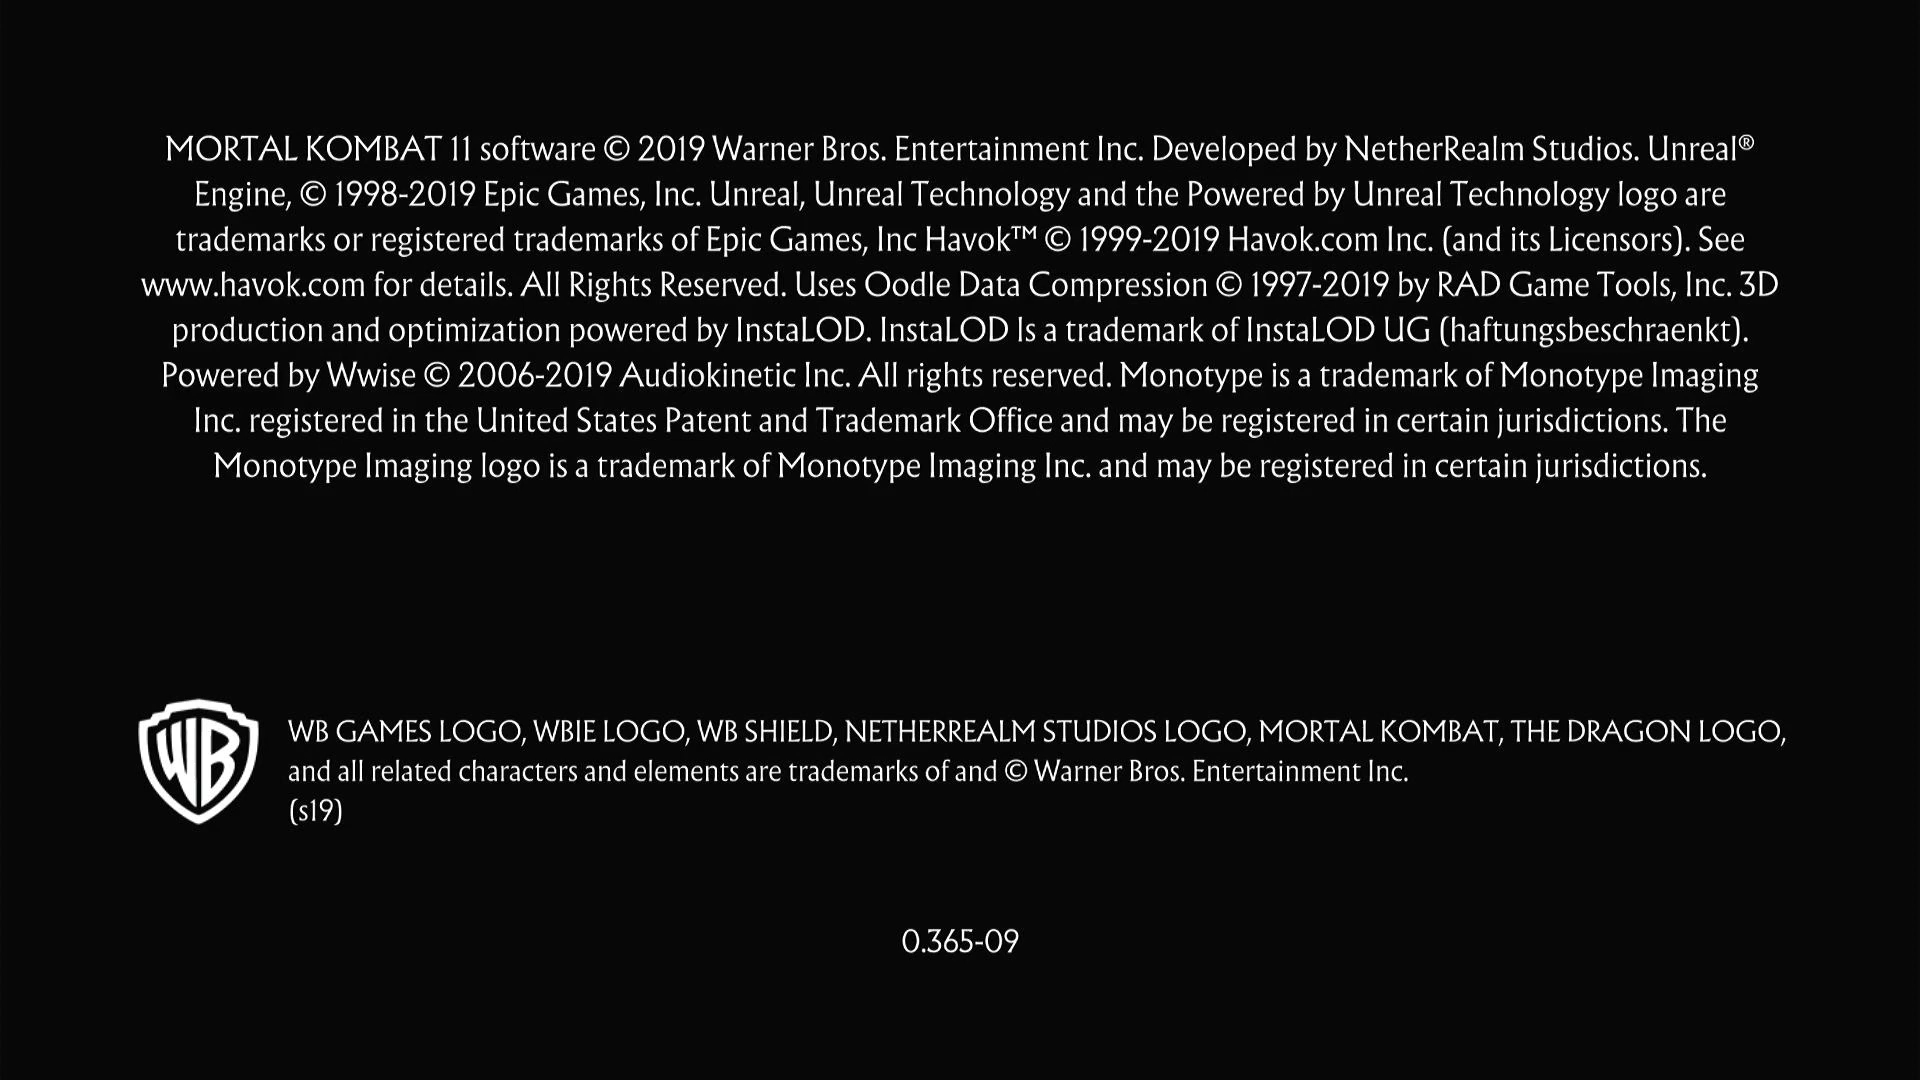 MORTAL KOMBAT 11 software © 2019 Warner Bros. Entertainment Inc. Developed by NetherRealm Studios. Unreal®
Engine, © 1998-2019 Epic Games, Inc. Unreal, Unreal Technology and the Powered by Unreal Technology logo are
trademarks or registered trademarks of Epic Games, Inc Havok™ © 1999-2019 Havok.com Inc. (and its Licensors). See
www.havok.com for details. All Rights Reserved. Uses Oodle Data Compression © 1997-2019 by RAD Game Tools, Inc. 3D
production and optimization powered by InstaLOD. InstaLOD Is a trademark of InstaLOD UG (haftungsbeschraenkt).
Powered by Wwise © 2006-2019 Audiokinetic Inc. All rights reserved. Monotype is a trademark of Monotype Imaging
Inc. registered in the United States Patent and Trademark Office and may be registered in certain jurisdictions. The
Monotype Imaging logo is a trademark of Monotype Imaging Inc. and may be registered in certain jurisdictions.
WB
WB GAMES LOGO, WBIE LOGO, WB SHIELD, NETHERREALM STUDIOS LOGO, MORTAL KOMBAT, THE DRAGON LOGO,
and all related characters and elements are trademarks of and © Warner Bros. Entertainment Inc.
(s19)
0.365-09